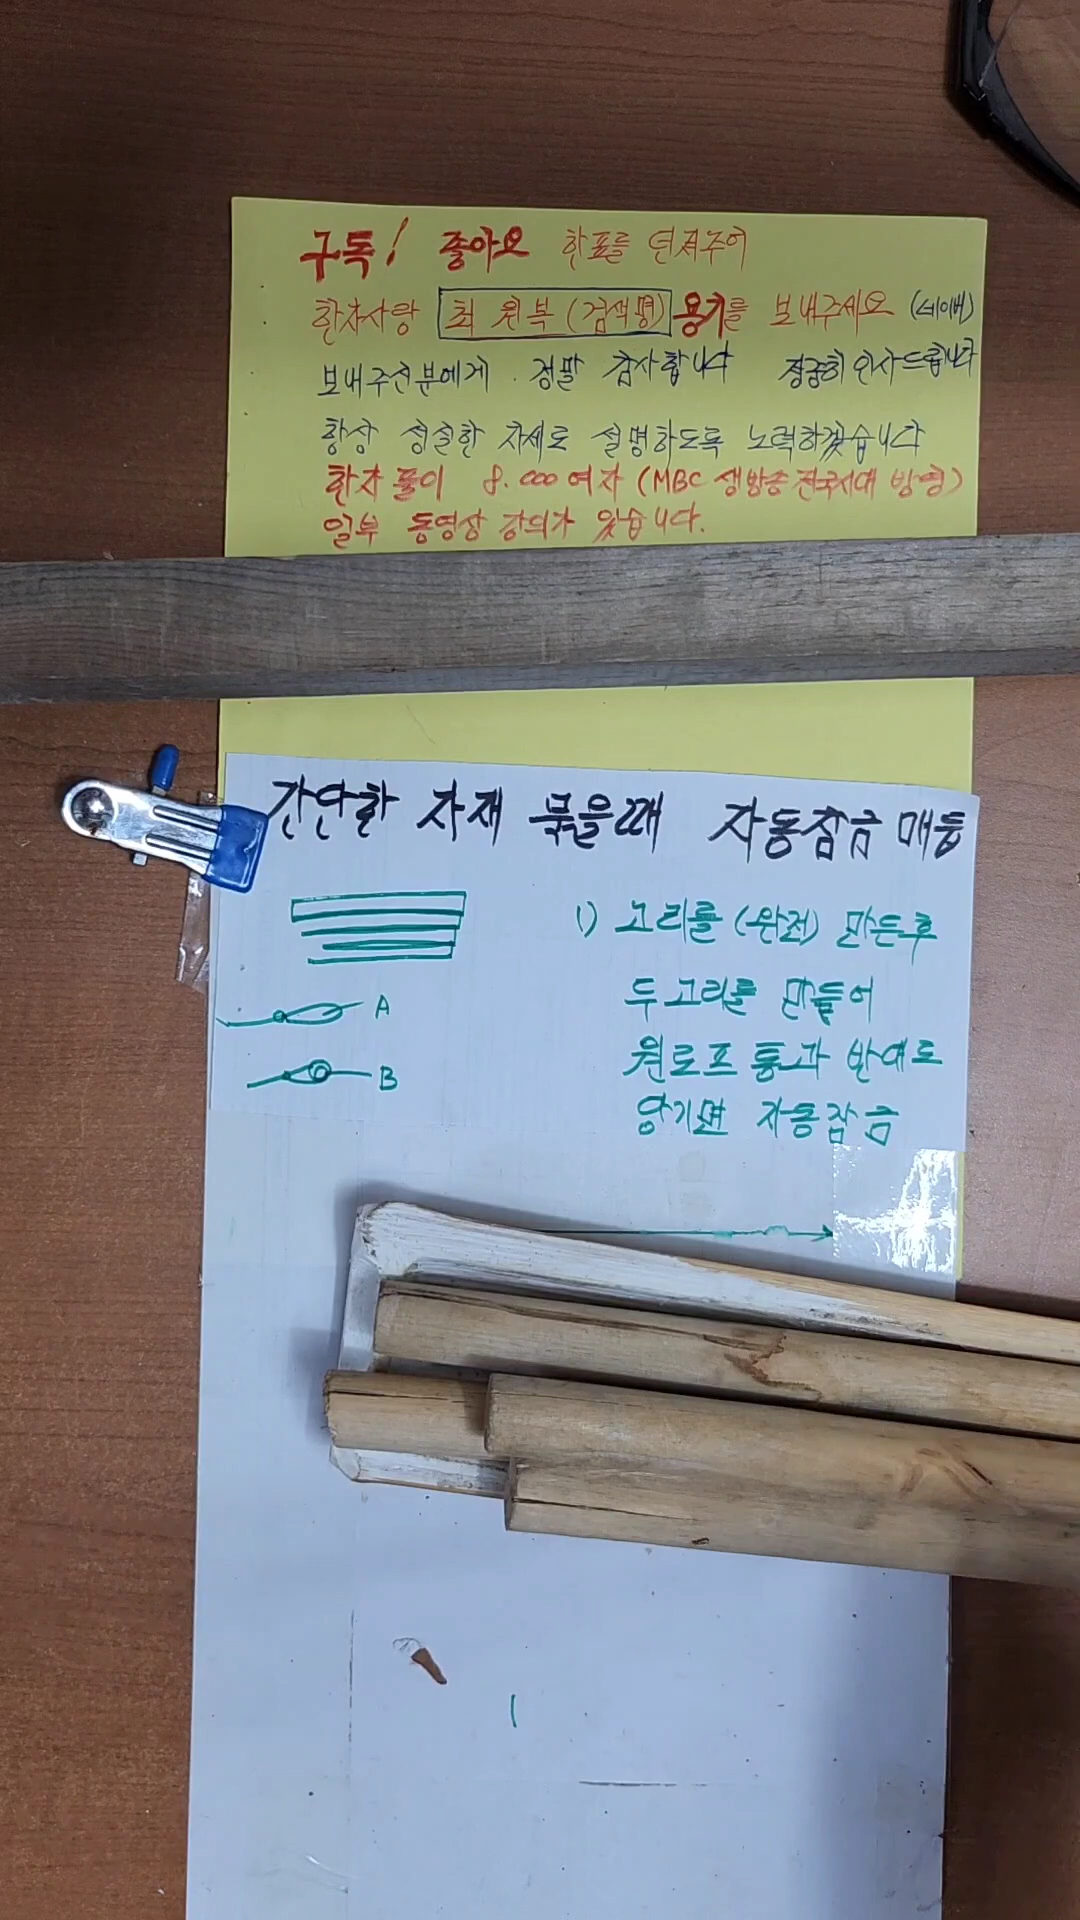 구독! 좋아요 한표를 던져주어
한자사랑 최원복(검색명) 용기를 보내주세요 (네이버)
보내주신분에게 정말 감사합니다 정중히 인사드립니다
항상 성실한 자세로 설명하도록 노력하겠습니다
한자풀이 8.000여자 (MBC 생방송 전국시대 방영)
일부 동영상 강의가 있습니다.
간단한 자재 묶을때 자동잠금 매듭
1) 고리를 (완전) 만든후
두고리를 만들어
A
원로프 통과 반대로
B
당기면 자동잠금